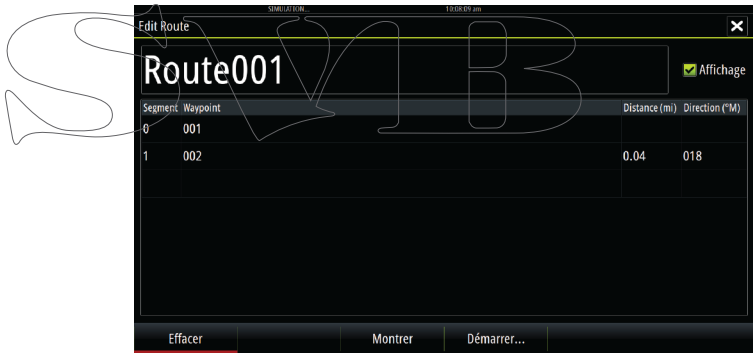 SIMULATION... 10:08:09 am
Edit Route
Route001 Affichage
Segment Waypoint Distance (mi) Direction (°M)
0 001
1 002 0.04 018
Effacer Montrer Démarrer...
SVB